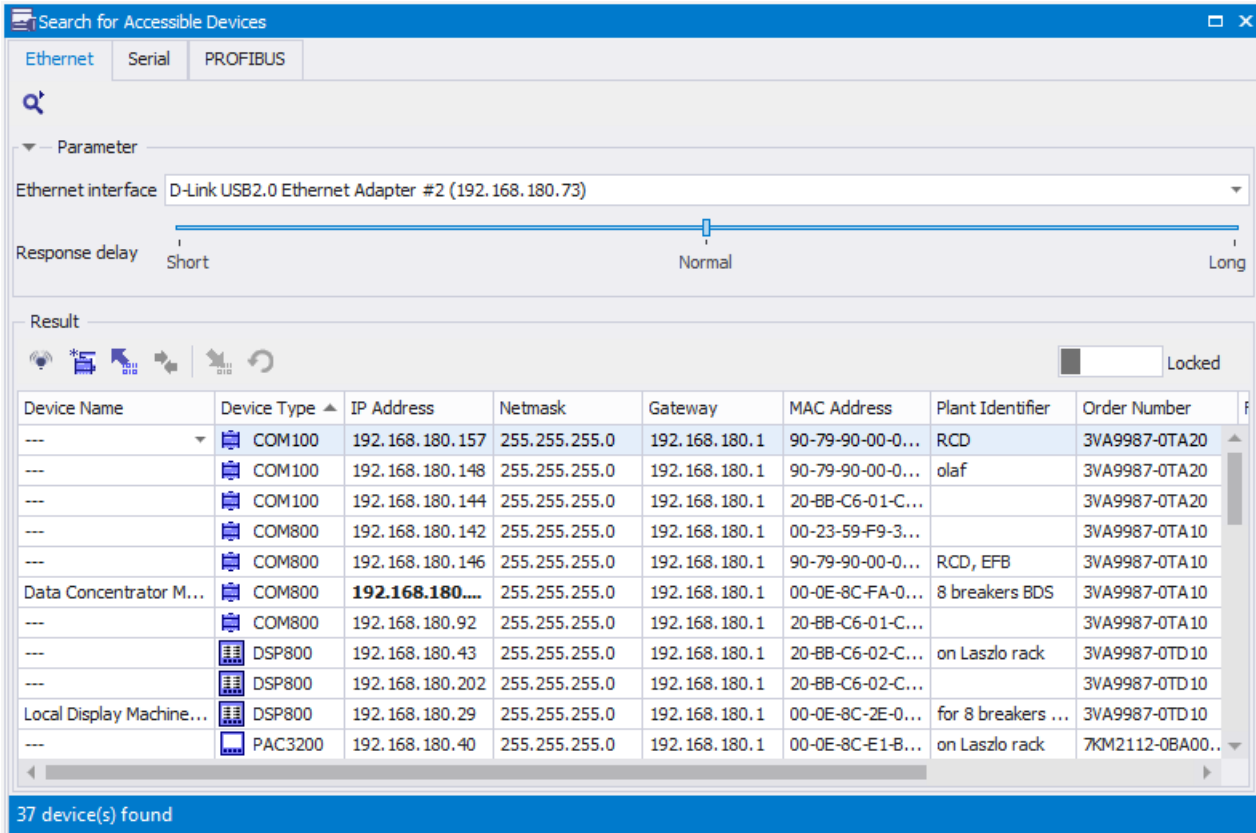 Search for Accessible Devices
Ethernet Serial PROFIBUS
Parameter
Ethernet interface D-Link USB2.0 Ethernet Adapter #2 (192.168.180.73)
Response delay Short Normal Long
Result
Locked
Device Name Device Type IP Address Netmask Gateway MAC Address Plant Identifier Order Number
--- COM100 192.168.180.157 255.255.255.0 192.168.180.1 90-79-90-00-0... RCD 3VA9987-0TA20
--- COM100 192.168.180.148 255.255.255.0 192.168.180.1 90-79-90-00-0... olaf 3VA9987-0TA20
--- COM100 192.168.180.144 255.255.255.0 192.168.180.1 20-BB-C6-01-C... 3VA9987-0TA20
--- COM800 192.168.180.142 255.255.255.0 192.168.180.1 00-23-59-F9-3... 3VA9987-0TA10
--- COM800 192.168.180.146 255.255.255.0 192.168.180.1 90-79-90-00-0... RCD, EFB 3VA9987-0TA10
Data Concentrator M... COM800 192.168.180.... 255.255.255.0 192.168.180.1 00-0E-8C-FA-0... 8 breakers BDS 3VA9987-0TA10
--- COM800 192.168.180.92 255.255.255.0 192.168.180.1 20-BB-C6-01-C... 3VA9987-0TA10
--- DSP800 192.168.180.43 255.255.255.0 192.168.180.1 20-BB-C6-02-C... on Laszlo rack 3VA9987-0TD10
--- DSP800 192.168.180.202 255.255.255.0 192.168.180.1 20-BB-C6-02-C... 3VA9987-0TD10
Local Display Machine... DSP800 192.168.180.29 255.255.255.0 192.168.180.1 00-0E-8C-2E-0... for 8 breakers ... 3VA9987-0TD10
--- PAC3200 192.168.180.40 255.255.255.0 192.168.180.1 00-0E-8C-E1-B... on Laszlo rack 7KM2112-0BA00...
37 device(s) found